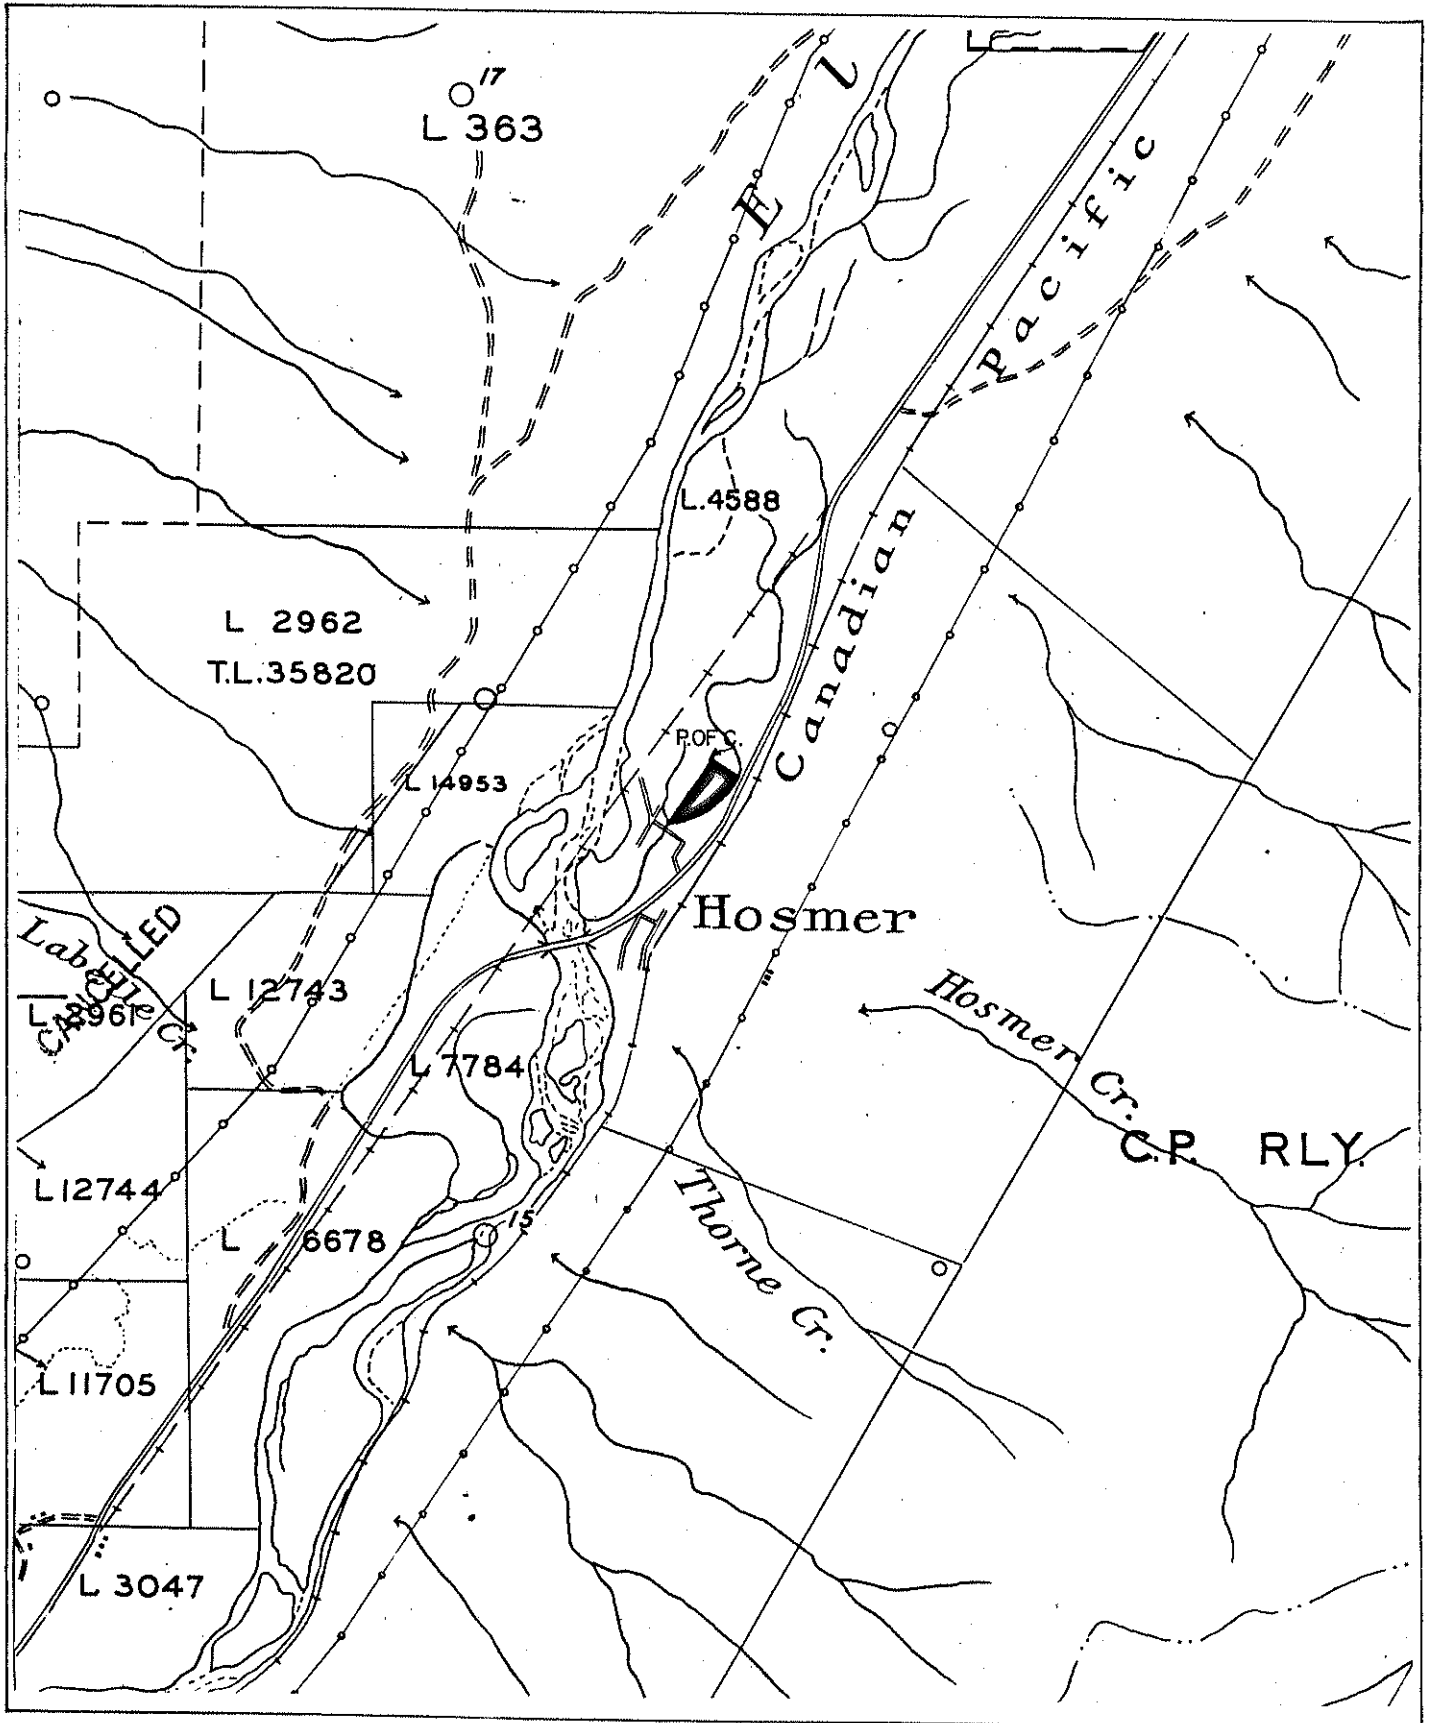 17
L 363
E l
Pacific
L.4588
Canadian
L 2962
T.L.35820
P.OF C.
L 14953
Hosmer
Labelle Cr.
CANCELLED
L 12743
L 2961
Hosmer Cr.
L 7784
C.P. RLY.
L 12744
Thorne Cr.
15
L 6678
L 11705
L 3047